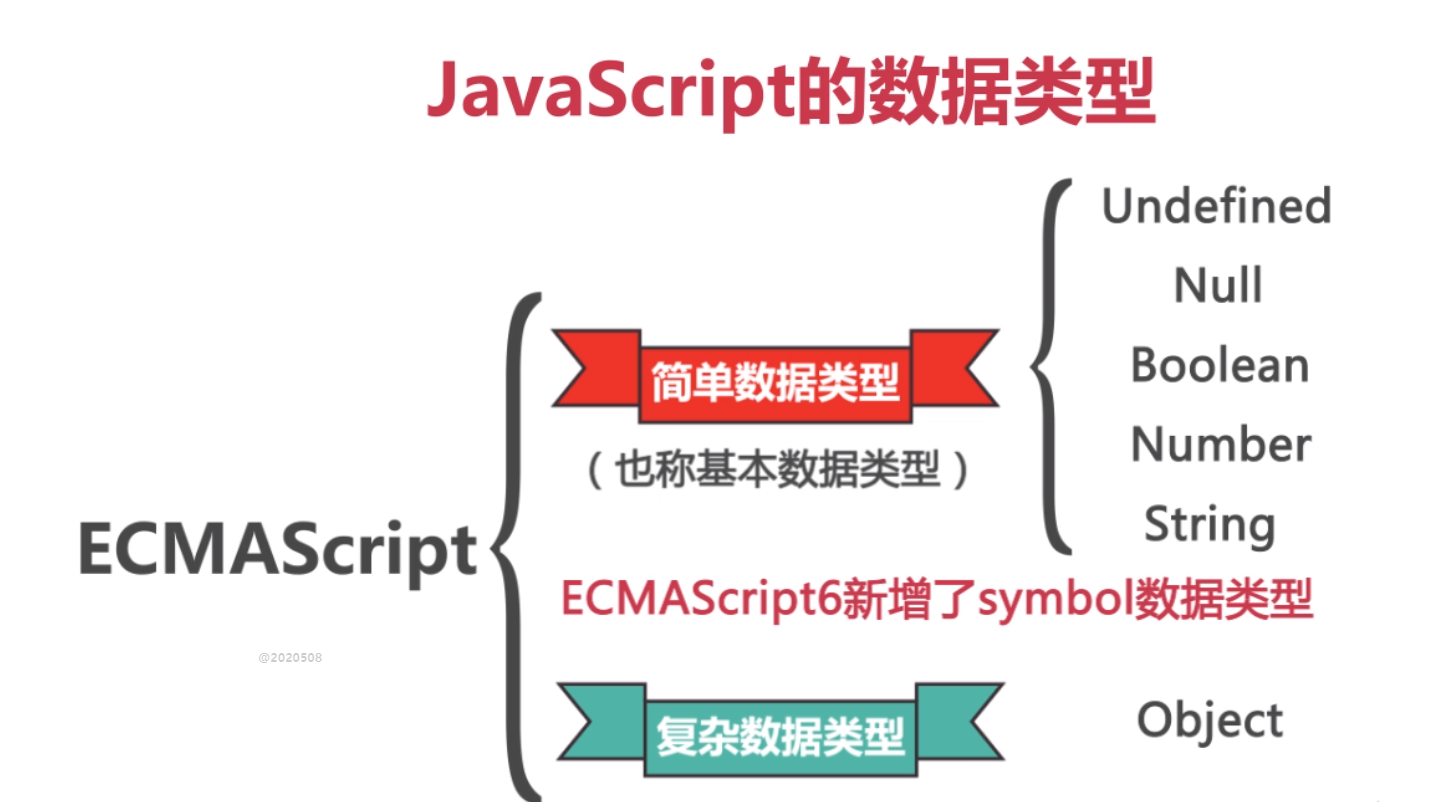 JavaScript的数据类型
Undefined
Null
Boolean
Number
String
简单数据类型
（也称基本数据类型）
ECMAScript
ECMAScript6新增了symbol数据类型
@2020508
复杂数据类型
Object